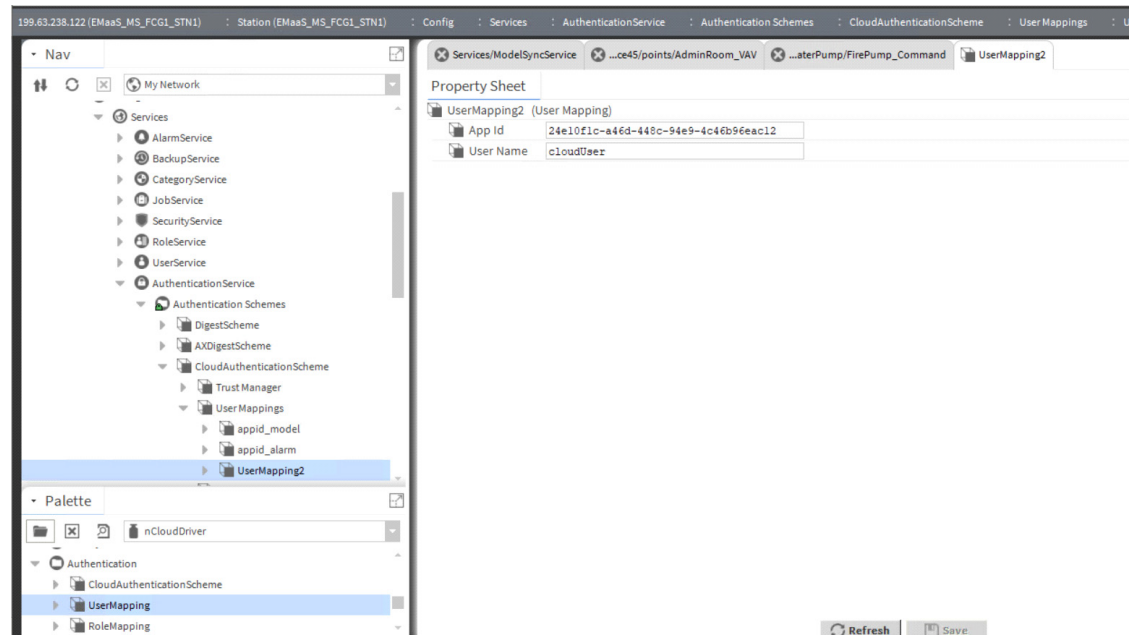 199.63.238.122 (EMaaS_MS_FCG1_STN1) : Station (EMaaS_MS_FCG1_STN1) : Config : Services : AuthenticationService : Authentication Schemes : CloudAuthenticationScheme : User Mappings : U
Nav
My Network
Services
AlarmService
BackupService
CategoryService
JobService
SecurityService
RoleService
UserService
AuthenticationService
Authentication Schemes
DigestScheme
AXDigestScheme
CloudAuthenticationScheme
Trust Manager
User Mappings
appid_model
appid_alarm
UserMapping2
Palette
nCloudDriver
Authentication
CloudAuthenticationScheme
UserMapping
RoleMapping
Services/ModelSyncService ...ce45/points/AdminRoom_VAV ...aterPump/FirePump_Command UserMapping2
Property Sheet
UserMapping2 (User Mapping)
App Id 24e10f1c-a46d-448c-94e9-4c46b96eac12
User Name cloudUser
Refresh Save